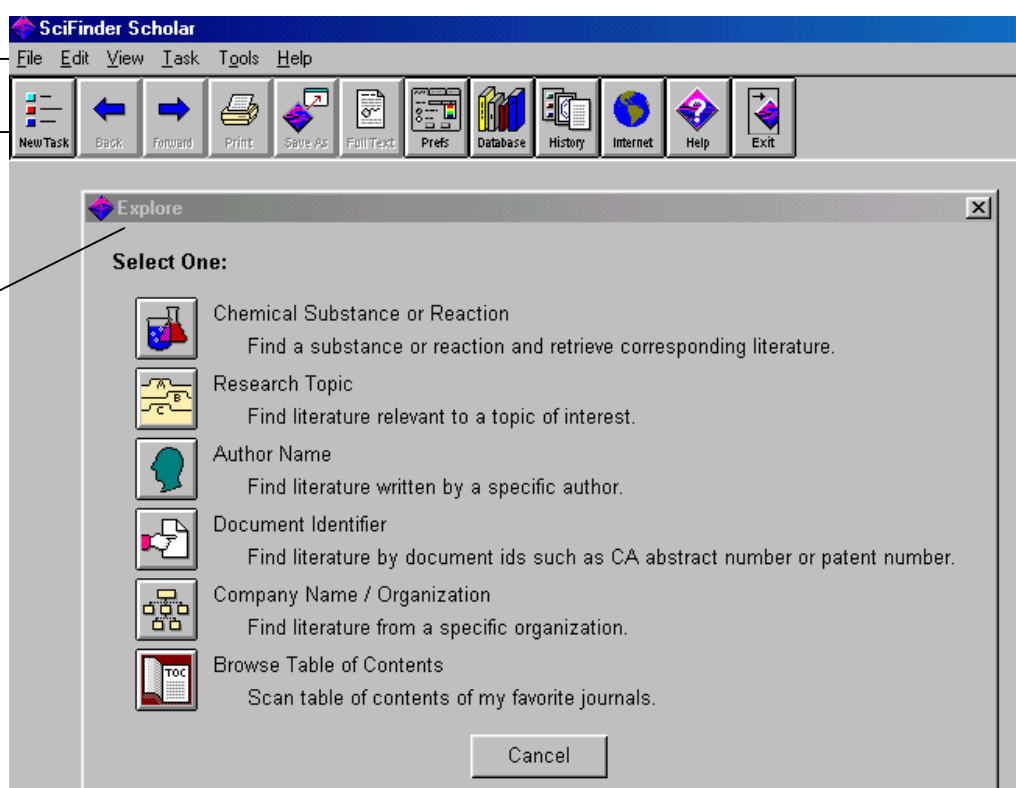 SciFinder Scholar
File Edit View Task Tools Help
New Task Back Forward Print Save As Full Text Prefs Database History Internet Help Exit
Explore
Select One:
Chemical Substance or Reaction
Find a substance or reaction and retrieve corresponding literature.
A
B
C
Research Topic
Find literature relevant to a topic of interest.
Author Name
Find literature written by a specific author.
Document Identifier
Find literature by document ids such as CA abstract number or patent number.
Company Name / Organization
Find literature from a specific organization.
TOC
Browse Table of Contents
Scan table of contents of my favorite journals.
Cancel